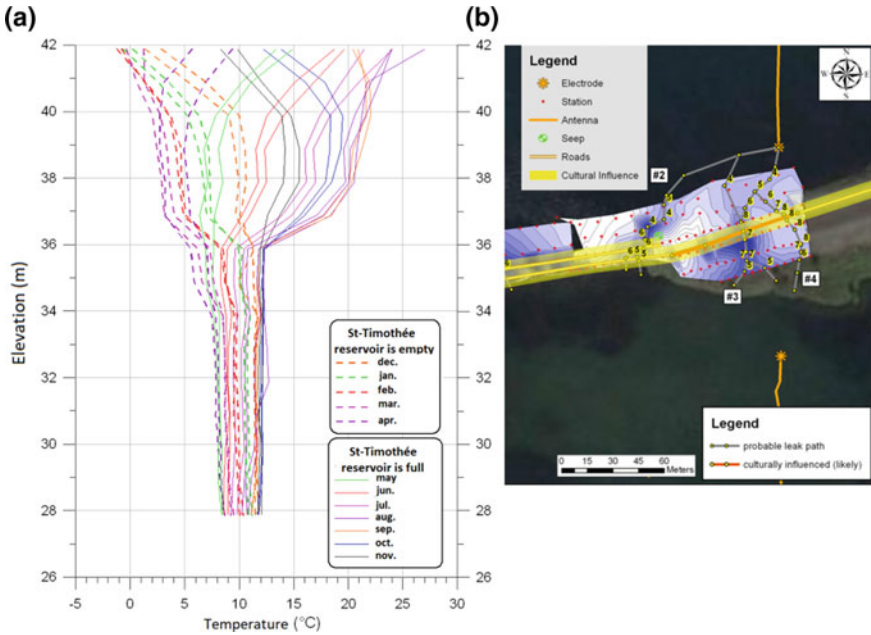 (a)
42
40
38
36
34
32
30
28
26
Elevation (m)
-5 0 5 10 15 20 25 30
Temperature (°C)
42
40
38
36
34
32
30
28
26
St-Timothée
reservoir is empty
dec.
jan.
feb.
mar.
apr.
St-Timothée
reservoir is full
may
jun.
jul.
aug.
sep.
oct.
nov.
(b)
Legend
Electrode
Station
Antenna
Seep
Roads
Cultural Influence
N
W E
S
#2
#3
#4
0 15 30 60
Meters
Legend
probable leak path
culturally influenced (likely)